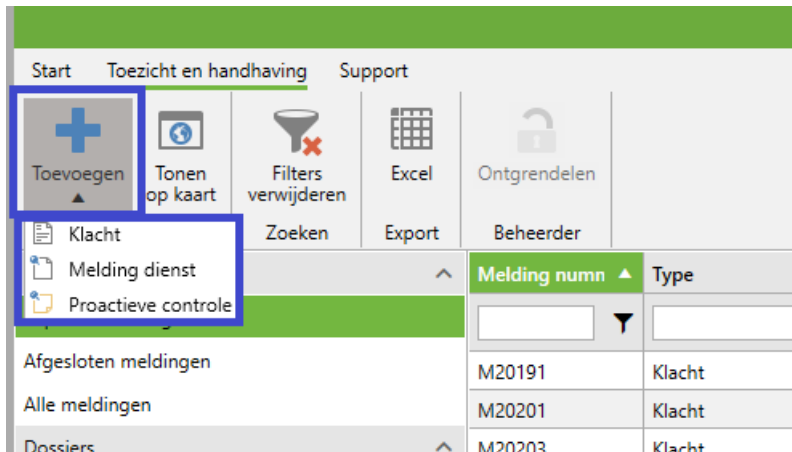 Start Toezicht en handhaving Support
Toevoegen Tonen op kaart Filters verwijderen Excel Ontgrendelen
Zoeken Export Beheerder
Klacht
Melding dienst
Proactieve controle
Melding numn Type
Afgesloten meldingen
Alle meldingen
Dossiers
M20191 Klacht
M20201 Klacht
M20203 Klacht